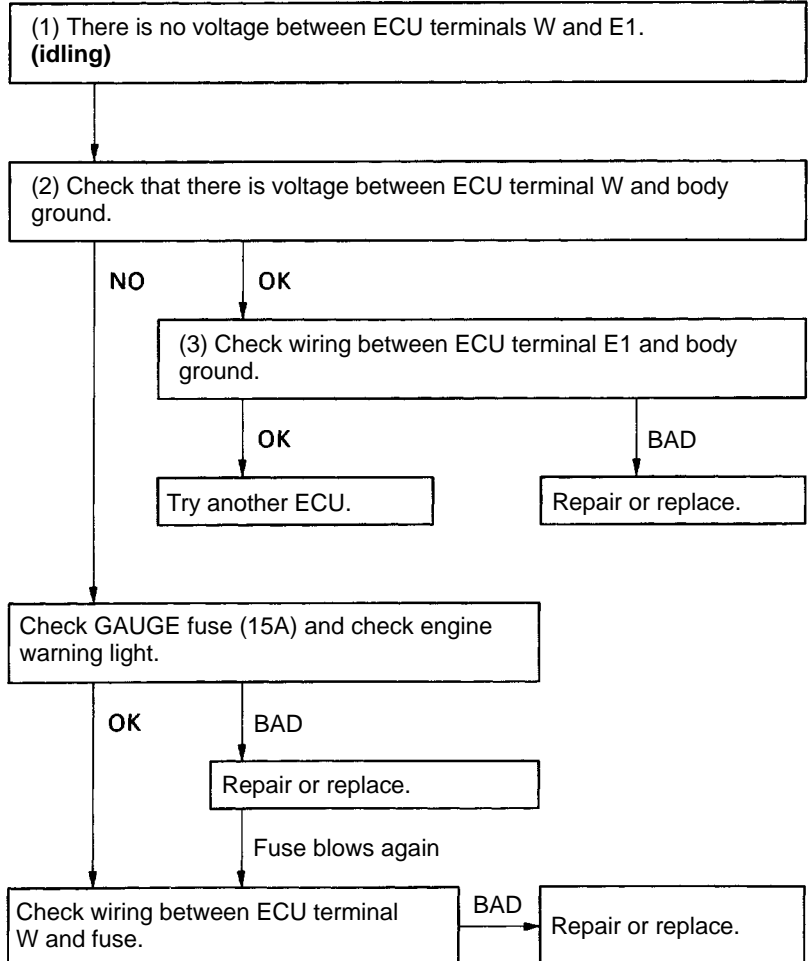 (1) There is no voltage between ECU terminals W and E1.
(idling)
(2) Check that there is voltage between ECU terminal W and body
ground.
NO
OK
(3) Check wiring between ECU terminal E1 and body
ground.
OK
BAD
Try another ECU.
Repair or replace.
Check GAUGE fuse (15A) and check engine
warning light.
OK
BAD
Repair or replace.
Fuse blows again
Check wiring between ECU terminal
W and fuse.
BAD
Repair or replace.